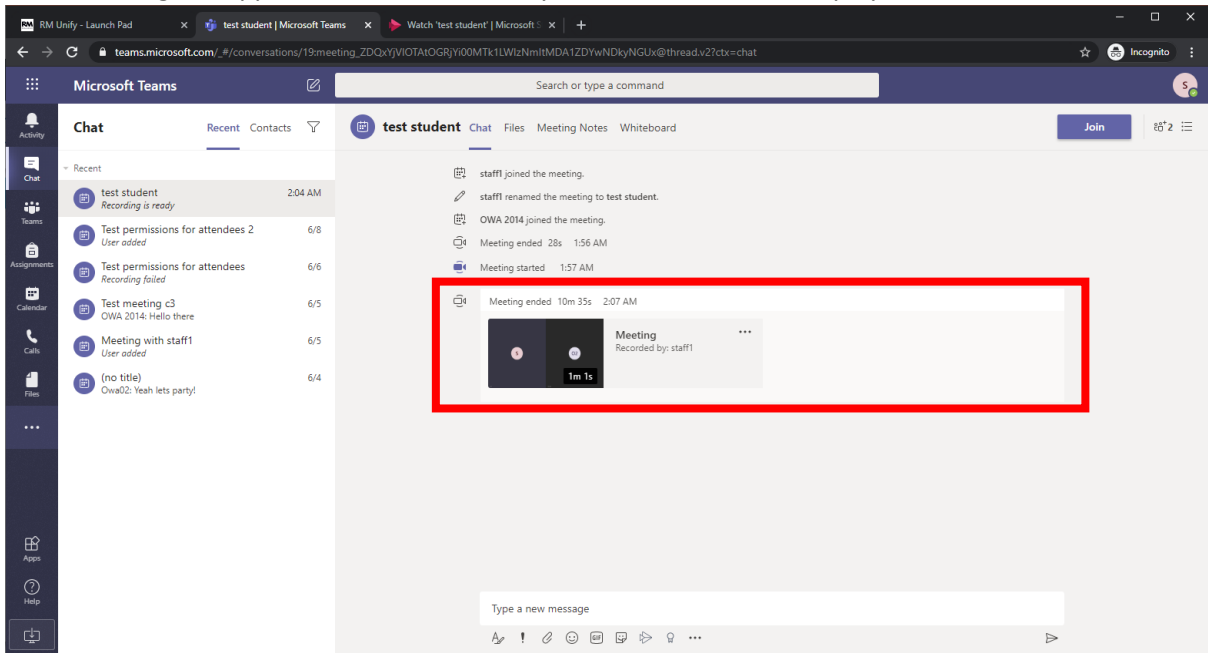 RM Unify - Launch Pad
test student | Microsoft Teams
Watch 'test student' | Microsoft S
teams.microsoft.com/_#/conversations/19:meeting_ZDQxYjVlOTAtOGRjYi00MTk1LWIzNmItMDA1ZDYwNDkyNGUx@thread.v2?ctx=chat
Incognito
Microsoft Teams
Search or type a command
S
Activity
Chat
Teams
Assignments
Calendar
Calls
Files
Apps
Help
Chat
Recent
Contacts
Recent
test student 2:04 AM
Recording is ready
Test permissions for attendees 2 6/8
User added
Test permissions for attendees 6/6
Recording failed
Test meeting c3 6/5
OWA 2014: Hello there
Meeting with staff1 6/5
User added
(no title) 6/4
Owa02: Yeah lets party!
test student Chat Files Meeting Notes Whiteboard
Join
2
staff1 joined the meeting.
staff1 renamed the meeting to test student.
OWA 2014 joined the meeting.
Meeting ended 28s 1:56 AM
Meeting started 1:57 AM
Meeting ended 10m 35s 2:07 AM
S
1m 1s
Meeting
Recorded by: staff1
Type a new message
GIF